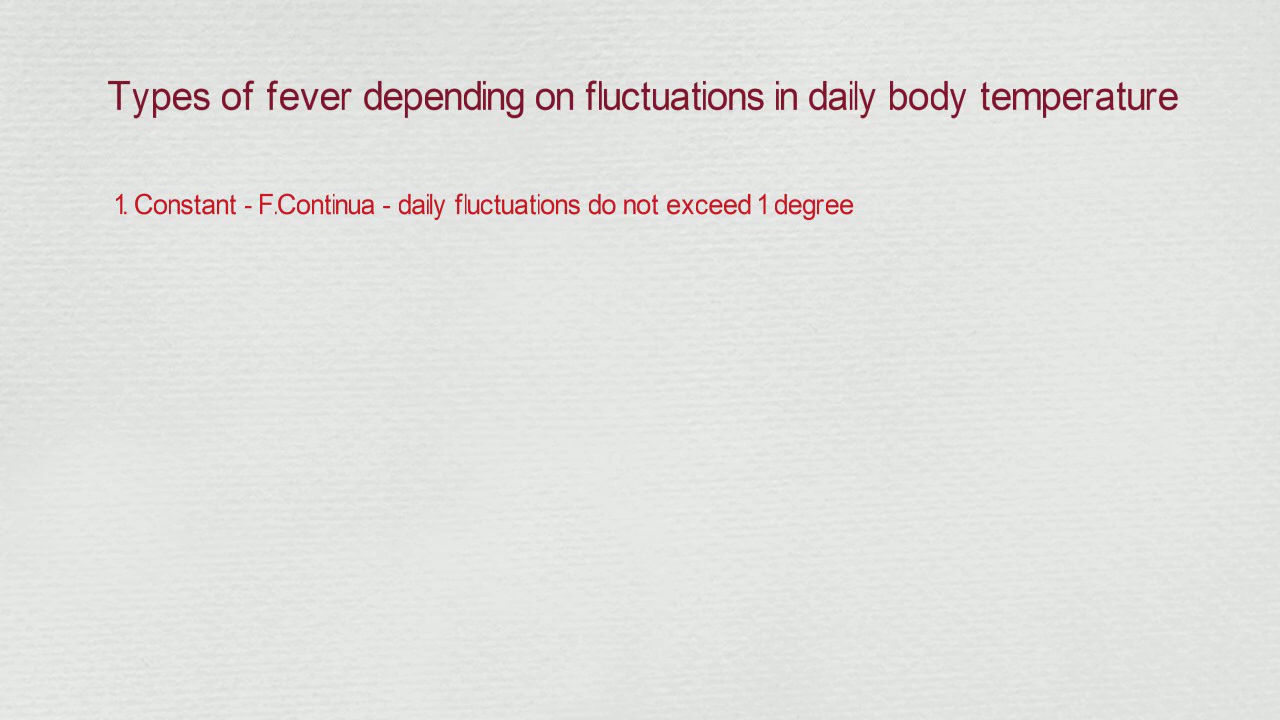 Types of fever depending on fluctuations in daily body temperature
1. Constant - F.Continua - daily fluctuations do not exceed 1 degree